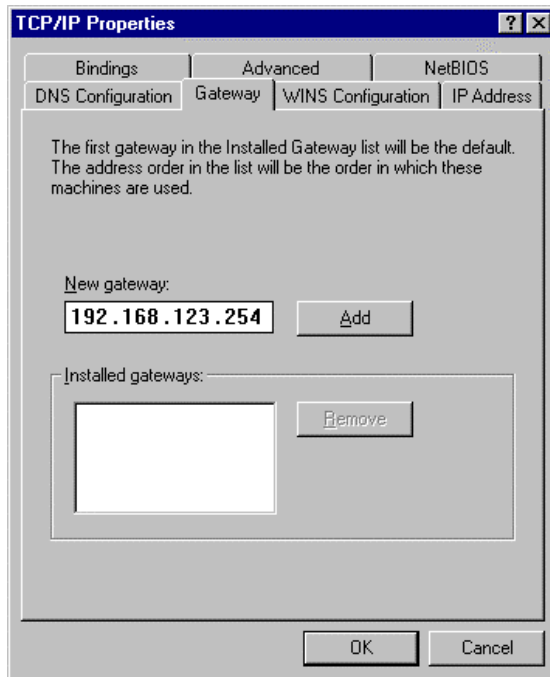 TCP/IP Properties
Bindings Advanced NetBIOS
DNS Configuration Gateway WINS Configuration IP Address
The first gateway in the Installed Gateway list will be the default.
The address order in the list will be the order in which these
machines are used.
New gateway:
192.168.123.254 Add
Installed gateways:
Remove
OK Cancel